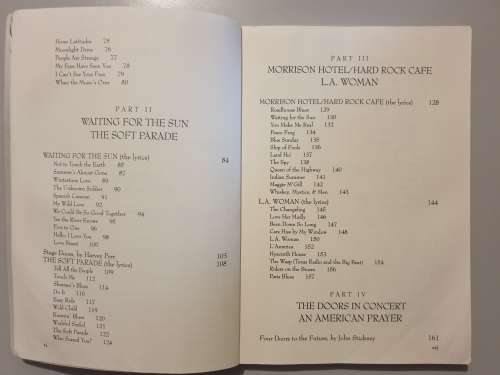 Horse Latitudes 75
Moonlight Drive 76
People Are Strange 77
My Eyes Have Seen You 78
I Can't See Your Face 79
When the Music's Over 80
PART II
WAITING FOR THE SUN
THE SOFT PARADE
WAITING FOR THE SUN (the lyrics) 84
Not to Touch the Earth 86
Summer's Almost Gone 87
Wintertime Love 89
The Unknown Soldier 90
Spanish Caravan 91
My Wild Love 92
We Could Be So Good Together 94
Yes the River Knows 95
Five to One 96
Hello, I Love You 98
Love Street 100
Stage Doors, by Harvey Perr 103
THE SOFT PARADE (the lyrics) 108
Tell All the People 109
Touch Me 112
Shaman's Blues 114
Do It 116
Easy Ride 117
Wild Child 119
Runnin' Blues 120
Wishful Sinful 121
The Soft Parade 122
Who Scared You? 124
vi
PART III
MORRISON HOTEL/HARD ROCK CAFE
L.A. WOMAN
MORRISON HOTEL/HARD ROCK CAFE (the lyrics) 128
Roadhouse Blues 129
Waiting for the Sun 130
You Make Me Real 132
Peace Frog 134
Blue Sunday 135
Ship of Fools 136
Land Ho! 137
The Spy 138
Queen of the Highway 140
Indian Summer 141
Maggie M'Gill 142
Whiskey, Mystics, & Men 143
L.A. WOMAN (the lyrics) 144
The Changeling 145
Love Her Madly 146
Been Down So Long 147
Cars Hiss by My Window 148
L.A. Woman 150
L'America 152
Hyacinth House 153
The Wasp (Texas Radio and the Big Beat) 154
Riders on the Storm 156
Paris Blues 157
PART IV
THE DOORS IN CONCERT
AN AMERICAN PRAYER
Four Doors to the Future, by John Stickney 161
vii